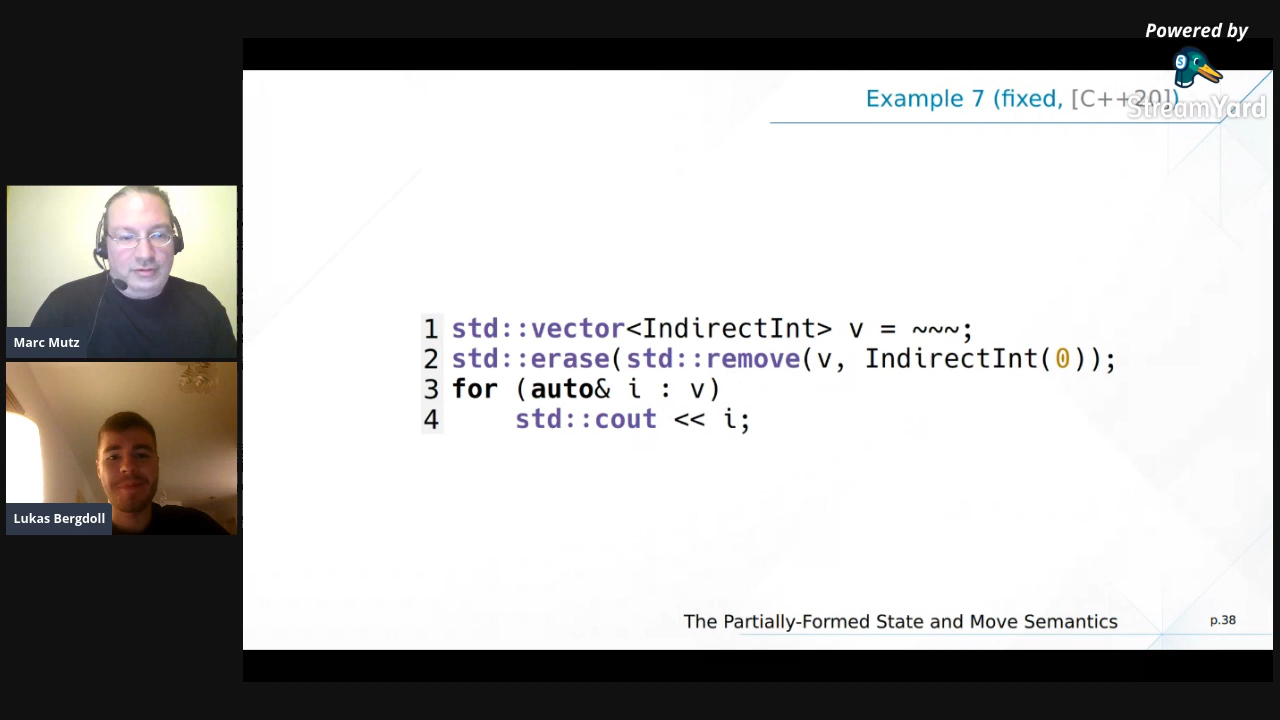 Powered by
StreamYard
Example 7 (fixed, [C++20])
1 std::vector<IndirectInt> v = ~~~;
2 std::erase(std::remove(v, IndirectInt(0));
3 for (auto& i : v)
4     std::cout << i;
Marc Mutz
Lukas Bergdoll
The Partially-Formed State and Move Semantics
p.38